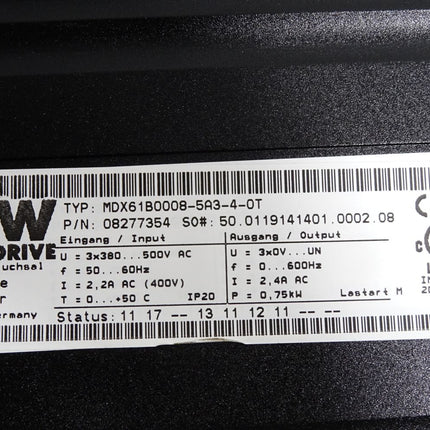 W
DRIVE
uchsal
ermany
TYP: MDX61B0008-5A3-4-0T
P/N: 08277354 SO#: 50.0119141401.0002.08
Eingang / Input
U = 3x380...500V AC
f = 50...60Hz
I = 2,2A AC (400V)
T = 0...+50 C IP20
Ausgang / Output
U = 3x0V...UN
f = 0...600Hz
I = 2,4A AC
P = 0,75kW Lastart M
Status: 11 17 -- 13 11 12 11 -- --